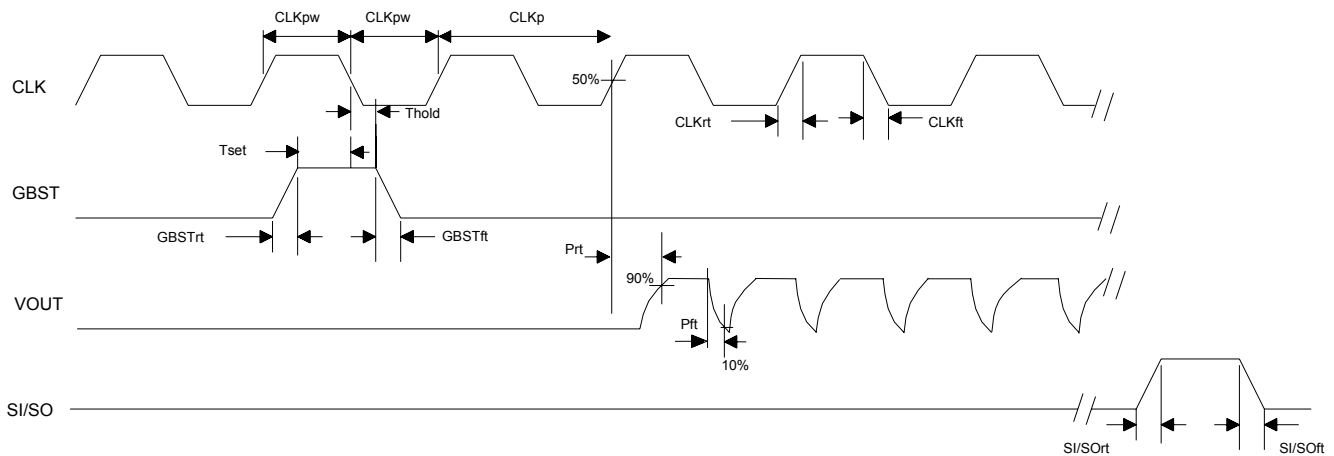 CLKpw
CLKpw
CLKp
CLK
50%
Thold
CLKrt
CLKft
Tset
GBST
GBSTrt
GBSTft
Prt
90%
VOUT
Pft
10%
SI/SO
SI/SOrt
SI/SOft